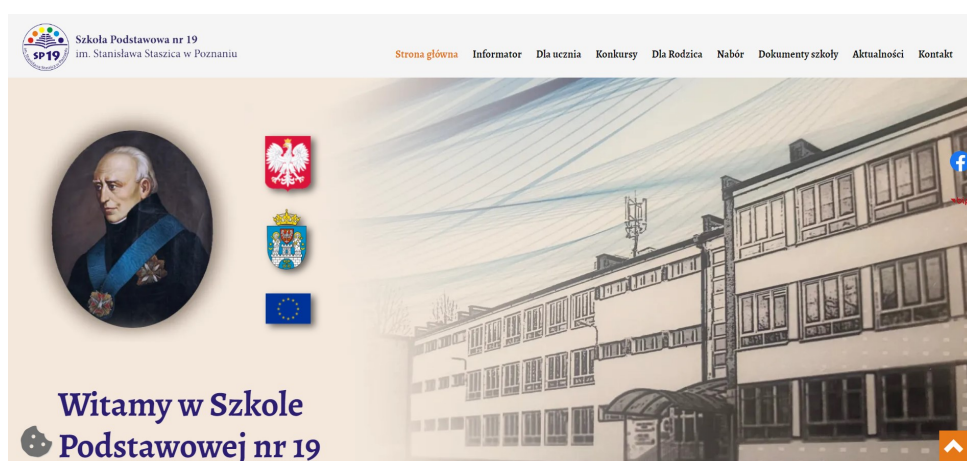 Szkoła Podstawowa nr 19
im. Stanisława Staszica w Poznaniu
SP19
Strona główna Informator Dla ucznia Konkursy Dla Rodzica Nabór Dokumenty szkoły Aktualności Kontakt
Witamy w Szkole
Podstawowej nr 19